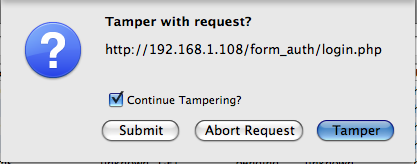 Tamper with request?
http://192.168.1.108/form_auth/login.php
Continue Tampering?
Submit Abort Request Tamper